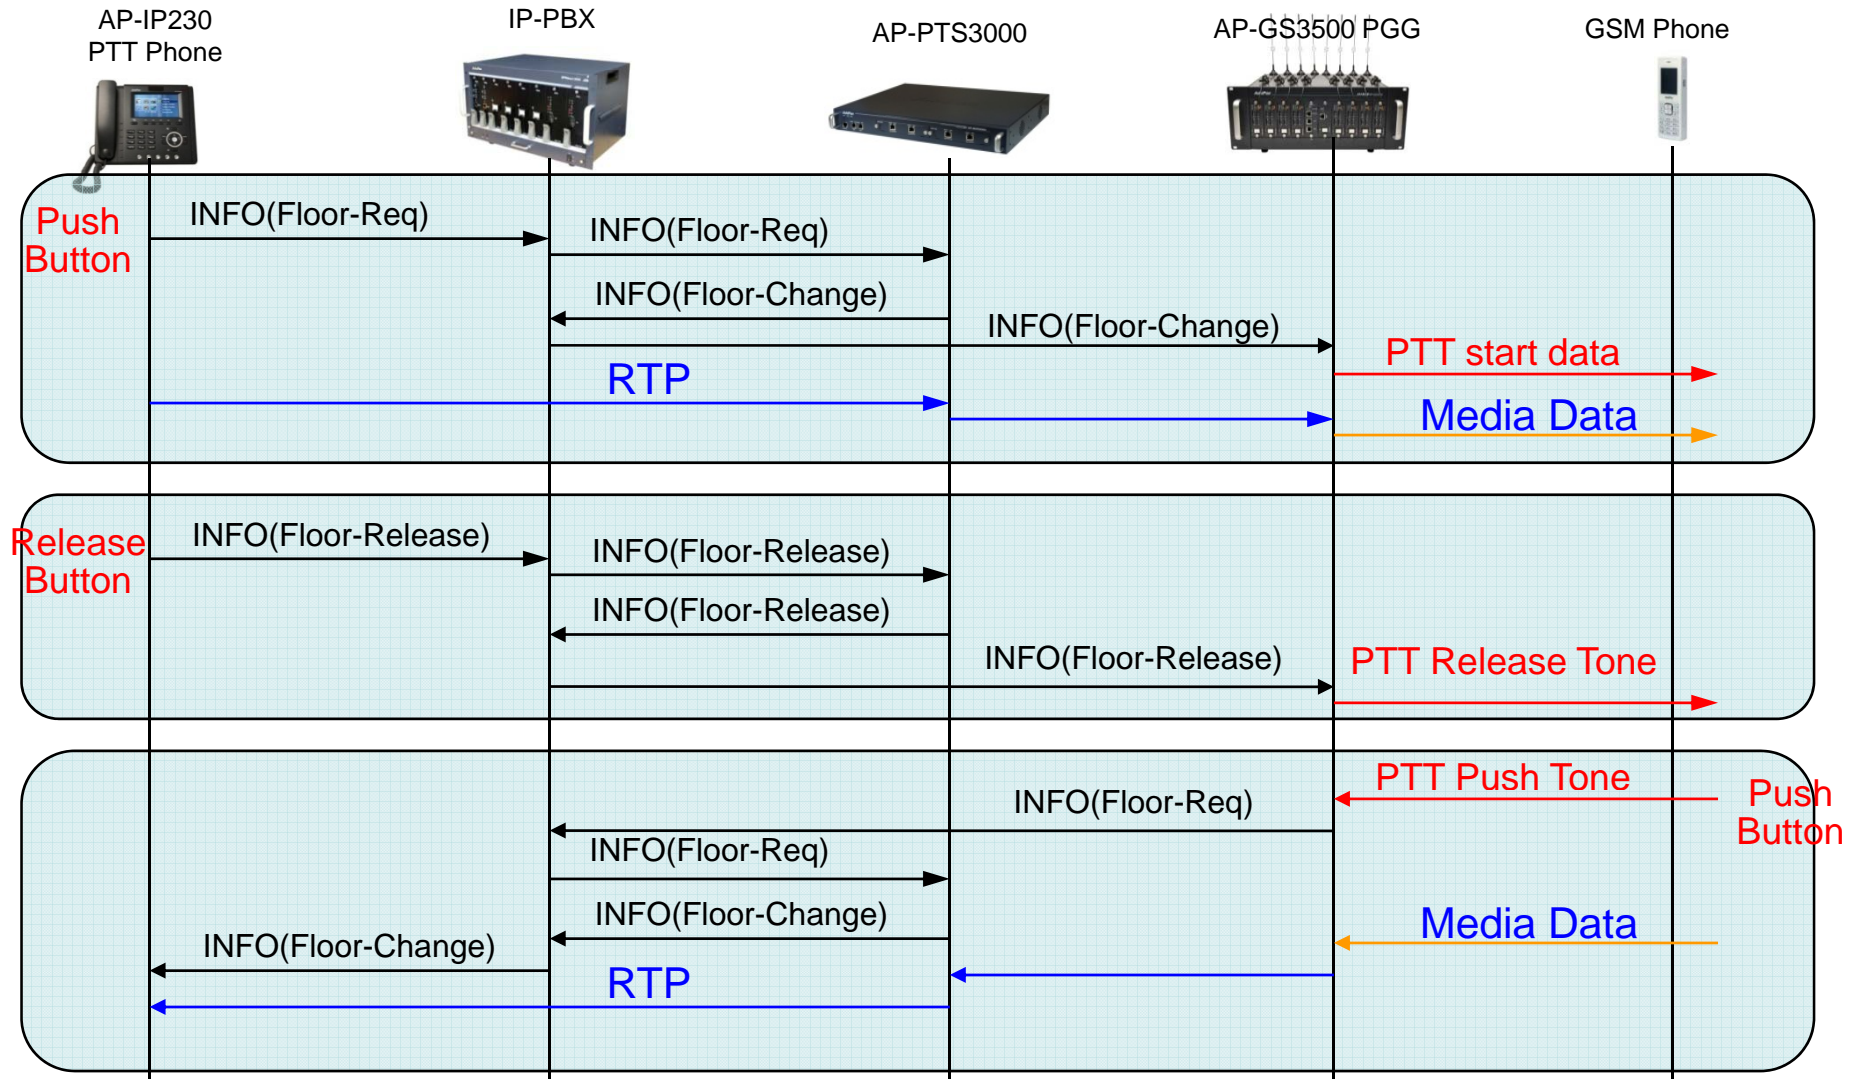 AP-IP230
PTT Phone
IP-PBX
AP-PTS3000
AP-GS3500 PGG
GSM Phone
Push
Button
INFO(Floor-Req)
INFO(Floor-Req)
INFO(Floor-Change)
INFO(Floor-Change)
PTT start data
RTP
Media Data
Release
Button
INFO(Floor-Release)
INFO(Floor-Release)
INFO(Floor-Release)
INFO(Floor-Release)
PTT Release Tone
PTT Push Tone
Push
Button
INFO(Floor-Req)
INFO(Floor-Req)
INFO(Floor-Change)
Media Data
INFO(Floor-Change)
RTP